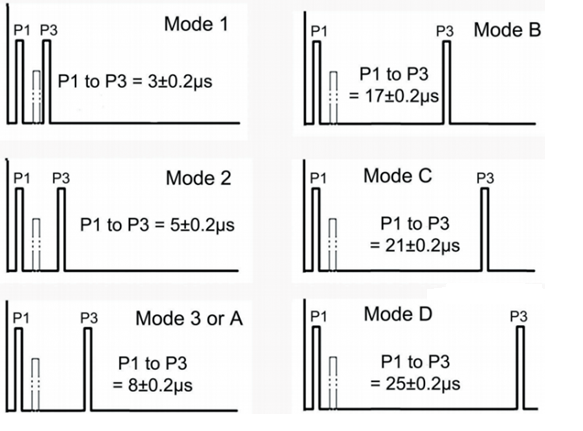 P1 P3 Mode 1
P1 to P3 = 3±0.2µs
P1 P3 Mode B
P1 to P3
= 17±0.2µs
P1 P3 Mode 2
P1 to P3 = 5±0.2µs
P1 Mode C P3
P1 to P3
= 21±0.2µs
P1 P3 Mode 3 or A
P1 to P3
= 8±0.2µs
P1 Mode D P3
P1 to P3
= 25±0.2µs